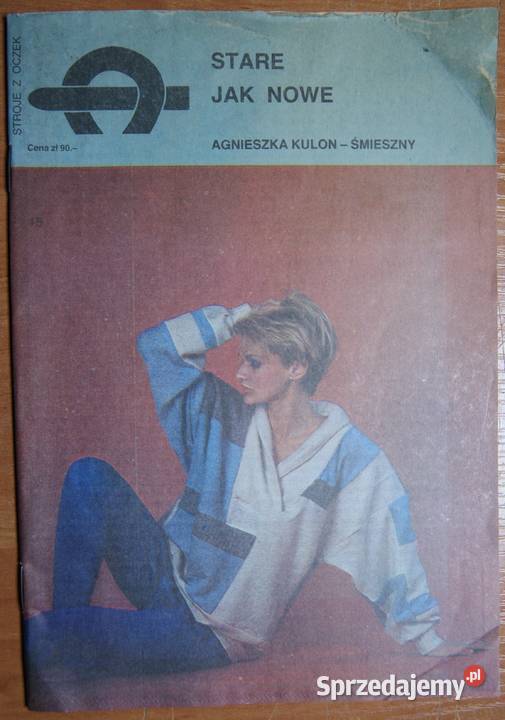 STROJE Z OCZEK
STARE
JAK NOWE
Cena zł 90.–
AGNIESZKA KULON – ŚMIESZNY
Sprzedajemy.pl